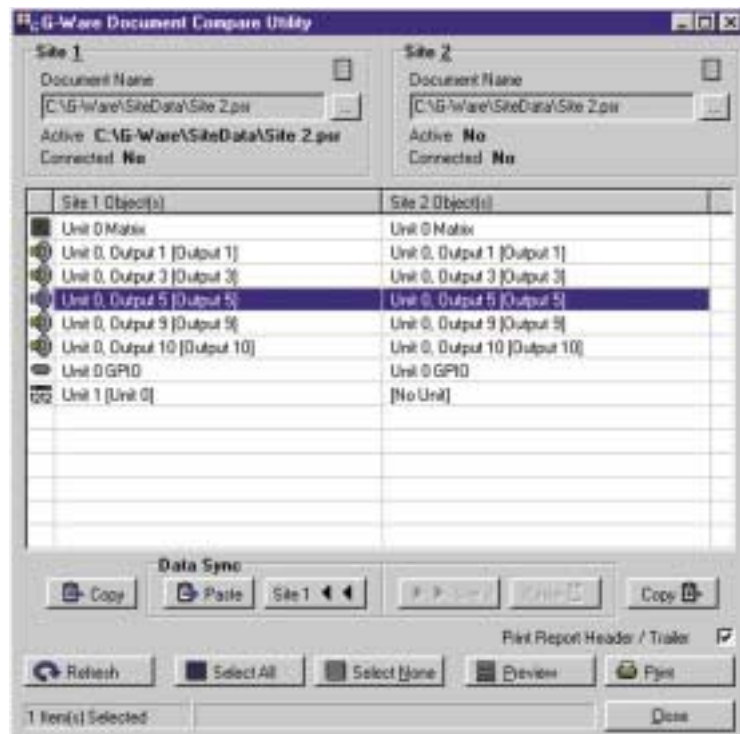 G-Ware Document Compare Utility
Site 1
Document Name
C:\G-Ware\SiteData\Site 2.psr
...
Active C:\G-Ware\SiteData\Site 2.psr
Connected No
Site 2
Document Name
C:\G-Ware\SiteData\Site 2.psr
...
Active No
Connected No
Site 1 Object(s) Site 2 Object(s)
Unit 0 Matrix Unit 0 Matrix
Unit 0, Output 1 [Output 1] Unit 0, Output 1 [Output 1]
Unit 0, Output 3 [Output 3] Unit 0, Output 3 [Output 3]
Unit 0, Output 5 [Output 5] Unit 0, Output 5 [Output 5]
Unit 0, Output 9 [Output 9] Unit 0, Output 9 [Output 9]
Unit 0, Output 10 [Output 10] Unit 0, Output 10 [Output 10]
Unit 0 GPIO Unit 0 GPIO
Unit 1 [Unit 0] [No Unit]
Data Sync
Copy Paste Site 1 Copy
Print Report Header / Trailer
Refresh Select All Select None Preview Print
1 Item(s) Selected Done